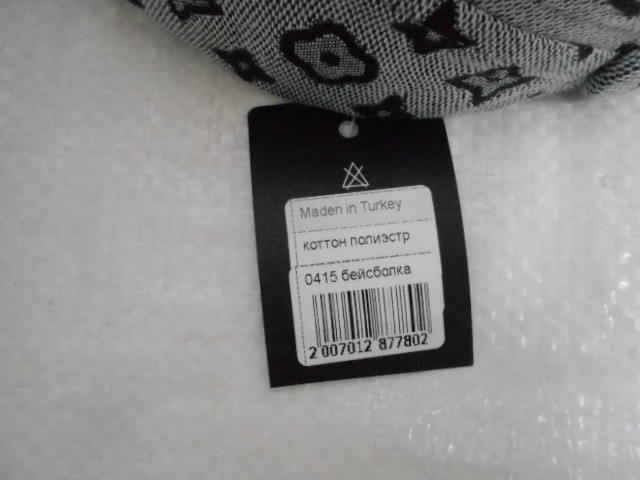 Maden in Turkey
коттон полиэстр
0415 бейсболка
2 007012 877802